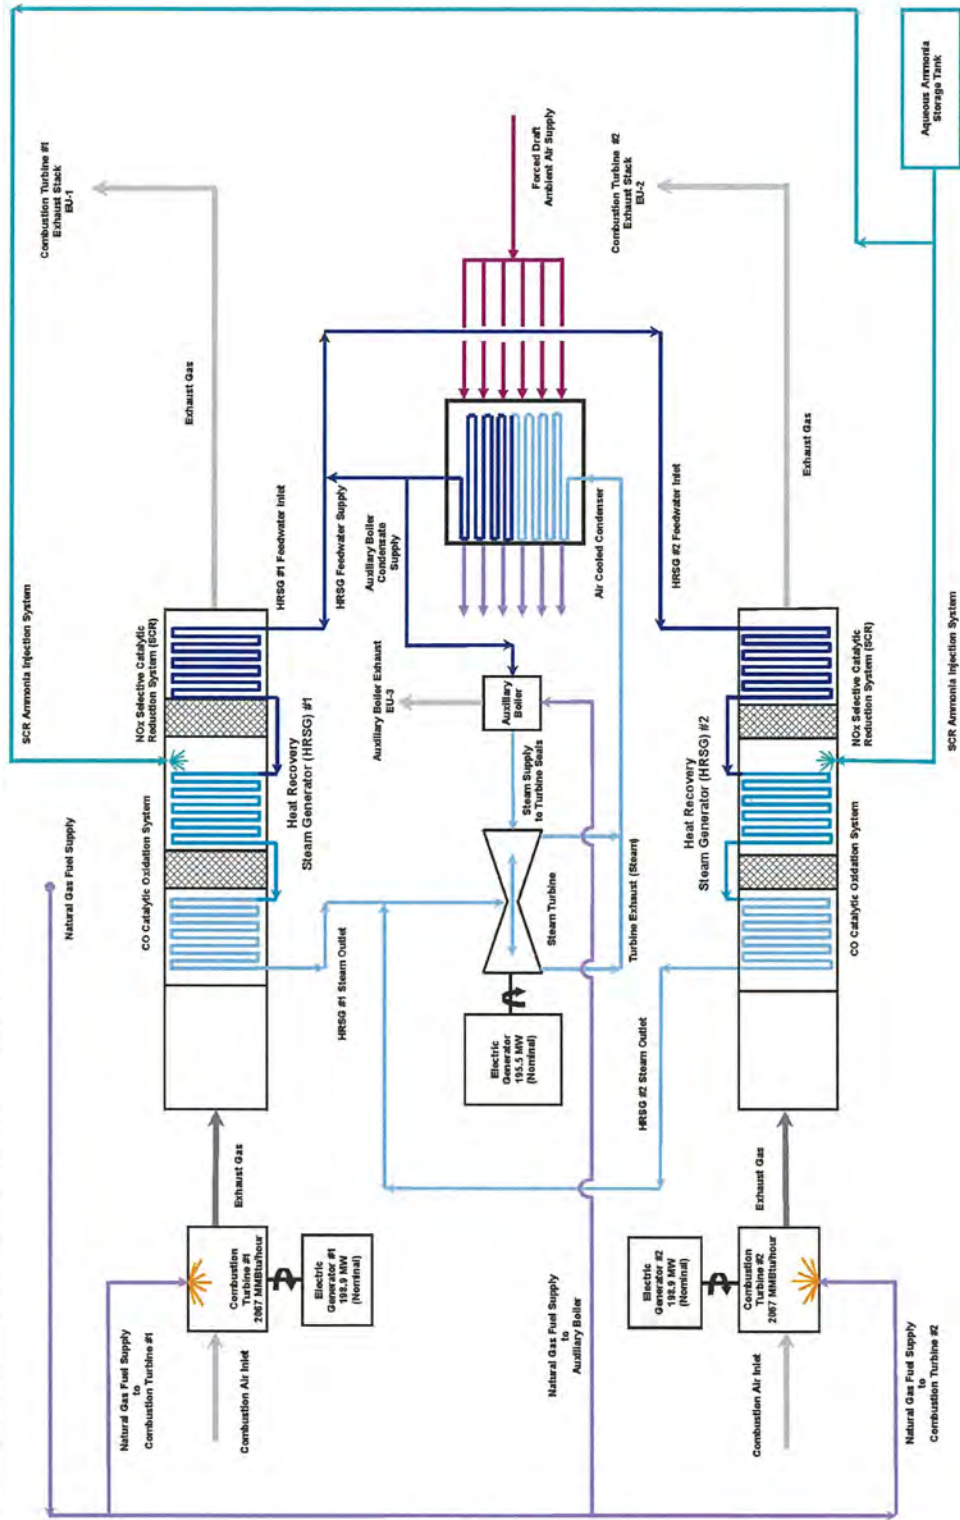 Combustion Turbine #1
Exhaust Stack
EU-1
Exhaust Gas
SCR Ammonia Injection System
NOx Selective Catalytic
Reduction System (SCR)
HRSG #1 Feedwater Inlet
HRSG Feedwater Supply
Heat Recovery
Steam Generator (HRSG) #1
CO Catalytic Oxidation System
Natural Gas Fuel Supply
HRSG #1 Steam Outlet
Exhaust Gas
Combustion
Turbine #1
2067 MMBtu/hour
Electric
Generator #1
198.9 MW
(Nominal)
Natural Gas Fuel Supply
to
Combustion Turbine #1
Combustion Air Inlet
Forced Draft
Ambient Air Supply
Auxiliary Boiler
Condensate
Supply
Air Cooled Condenser
Auxiliary Boiler Exhaust
EU-3
Auxiliary
Boiler
Steam Supply
to Turbine Seals
Steam Turbine
Turbine Exhaust (Steam)
Electric
Generator
195.5 MW
(Nominal)
Natural Gas Fuel Supply
to
Auxiliary Boiler
Aqueous Ammonia
Storage Tank
Combustion Turbine #2
Exhaust Stack
EU-2
Exhaust Gas
HRSG #2 Feedwater Inlet
NOx Selective Catalytic
Reduction System (SCR)
SCR Ammonia Injection System
Heat Recovery
Steam Generator (HRSG) #2
CO Catalytic Oxidation System
HRSG #2 Steam Outlet
Exhaust Gas
Electric
Generator #2
198.9 MW
(Nominal)
Combustion
Turbine #2
2067 MMBtu/hour
Combustion Air Inlet
Natural Gas Fuel Supply
to
Combustion Turbine #2